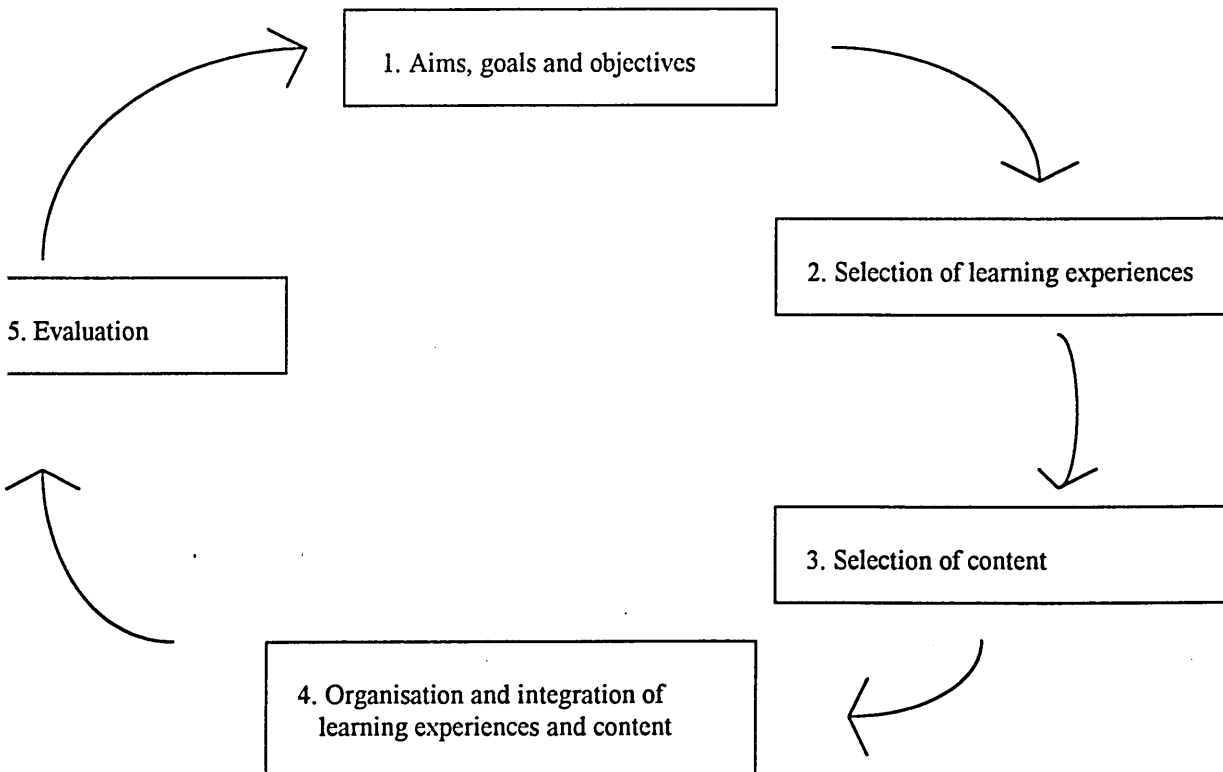 1. Aims, goals and objectives
2. Selection of learning experiences
3. Selection of content
4. Organisation and integration of
learning experiences and content
5. Evaluation